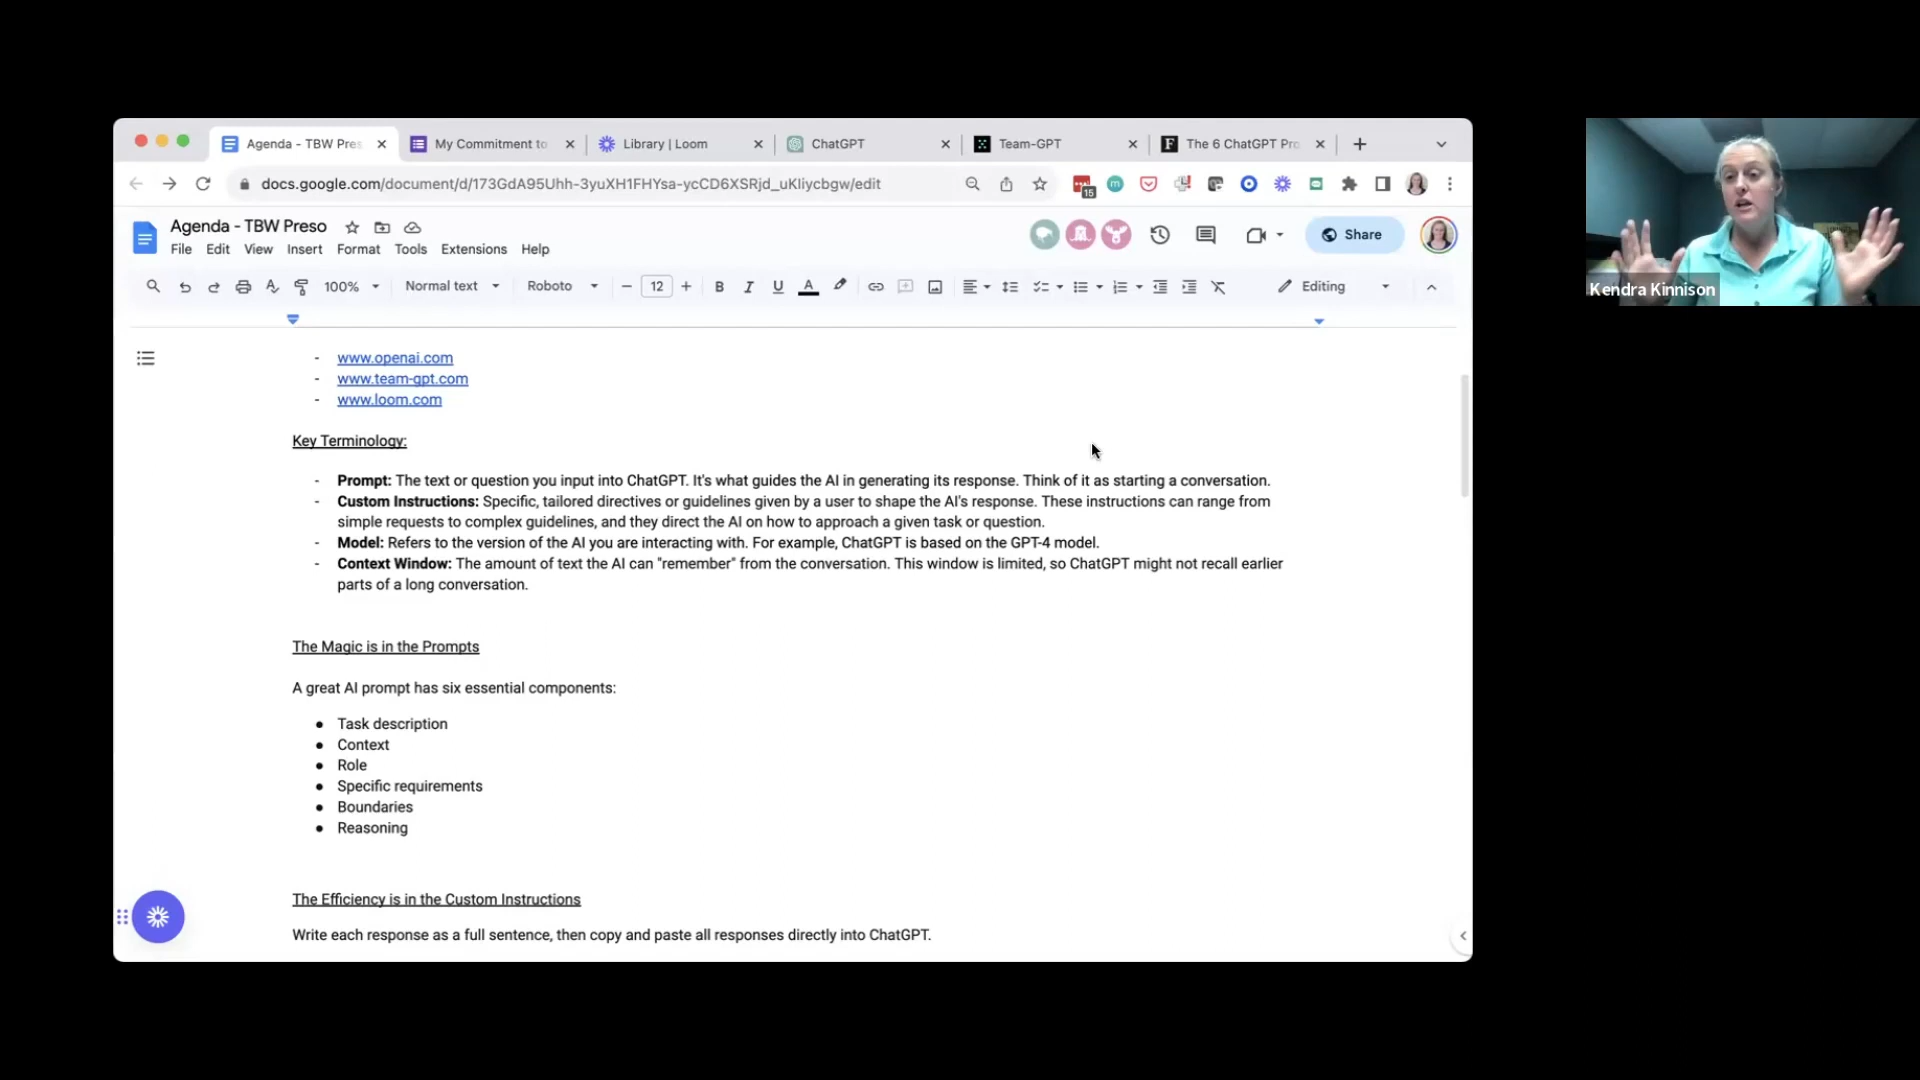 Agenda - TBW Pres
My Commitment to
Library | Loom
ChatGPT
Team-GPT
The 6 ChatGPT Pro
docs.google.com/document/d/173GdA95Uhh-3yuXH1FHYsa-ycCD6XSRjd_uKliycbgw/edit
15
Agenda - TBW Preso
File Edit View Insert Format Tools Extensions Help
Share
100% Normal text Roboto 12 B I U A Editing
- www.openai.com
- www.team-gpt.com
- www.loom.com
Key Terminology:
- Prompt: The text or question you input into ChatGPT. It's what guides the AI in generating its response. Think of it as starting a conversation.
- Custom Instructions: Specific, tailored directives or guidelines given by a user to shape the AI's response. These instructions can range from
simple requests to complex guidelines, and they direct the AI on how to approach a given task or question.
- Model: Refers to the version of the AI you are interacting with. For example, ChatGPT is based on the GPT-4 model.
- Context Window: The amount of text the AI can "remember" from the conversation. This window is limited, so ChatGPT might not recall earlier
parts of a long conversation.
The Magic is in the Prompts
A great AI prompt has six essential components:
● Task description
● Context
● Role
● Specific requirements
● Boundaries
● Reasoning
The Efficiency is in the Custom Instructions
Write each response as a full sentence, then copy and paste all responses directly into ChatGPT.
Kendra Kinnison